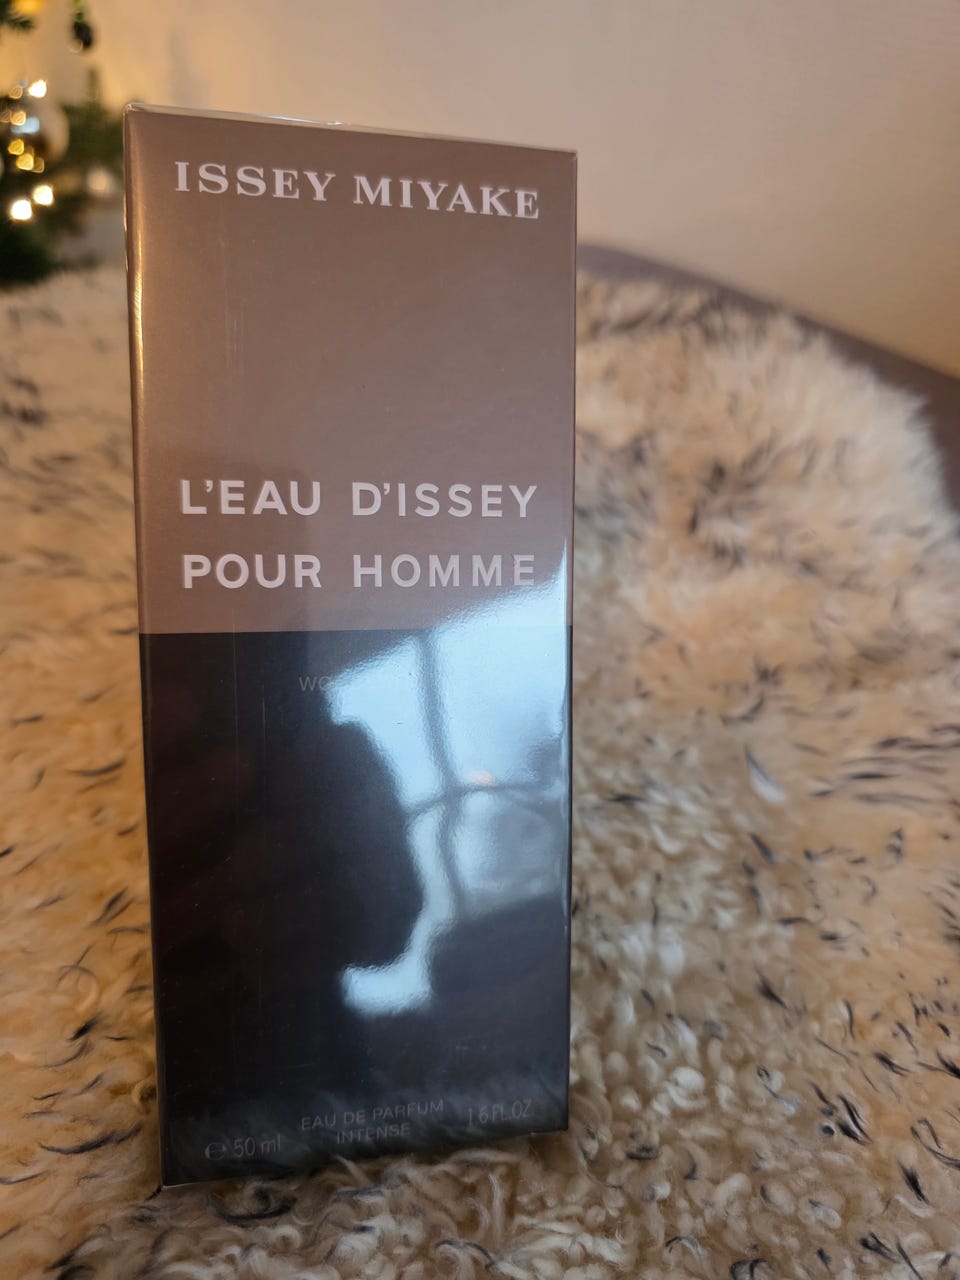 ISSEY MIYAKE
L'EAU D'ISSEY
POUR HOMME
EAU DE PARFUM
INTENSE
℮ 50 ml
1.6 FL.OZ.